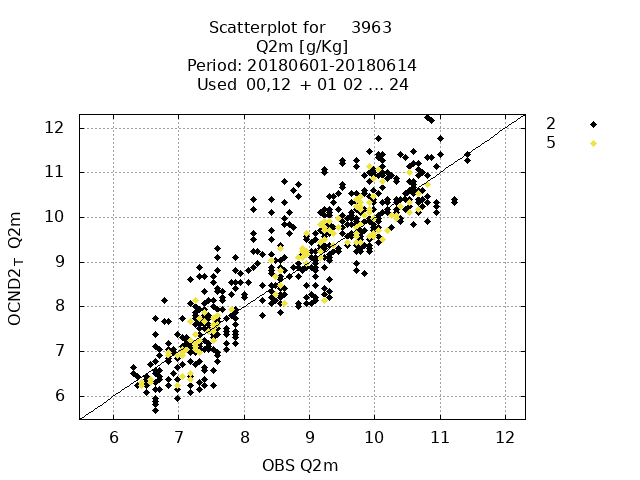 Scatterplot for 3963
Q2m [g/Kg]
Period: 20180601-20180614
Used 00,12 + 01 02 ... 24
2
5
12
11
10
9
8
7
6
OCND2T Q2m
6 7 8 9 10 11 12
OBS Q2m